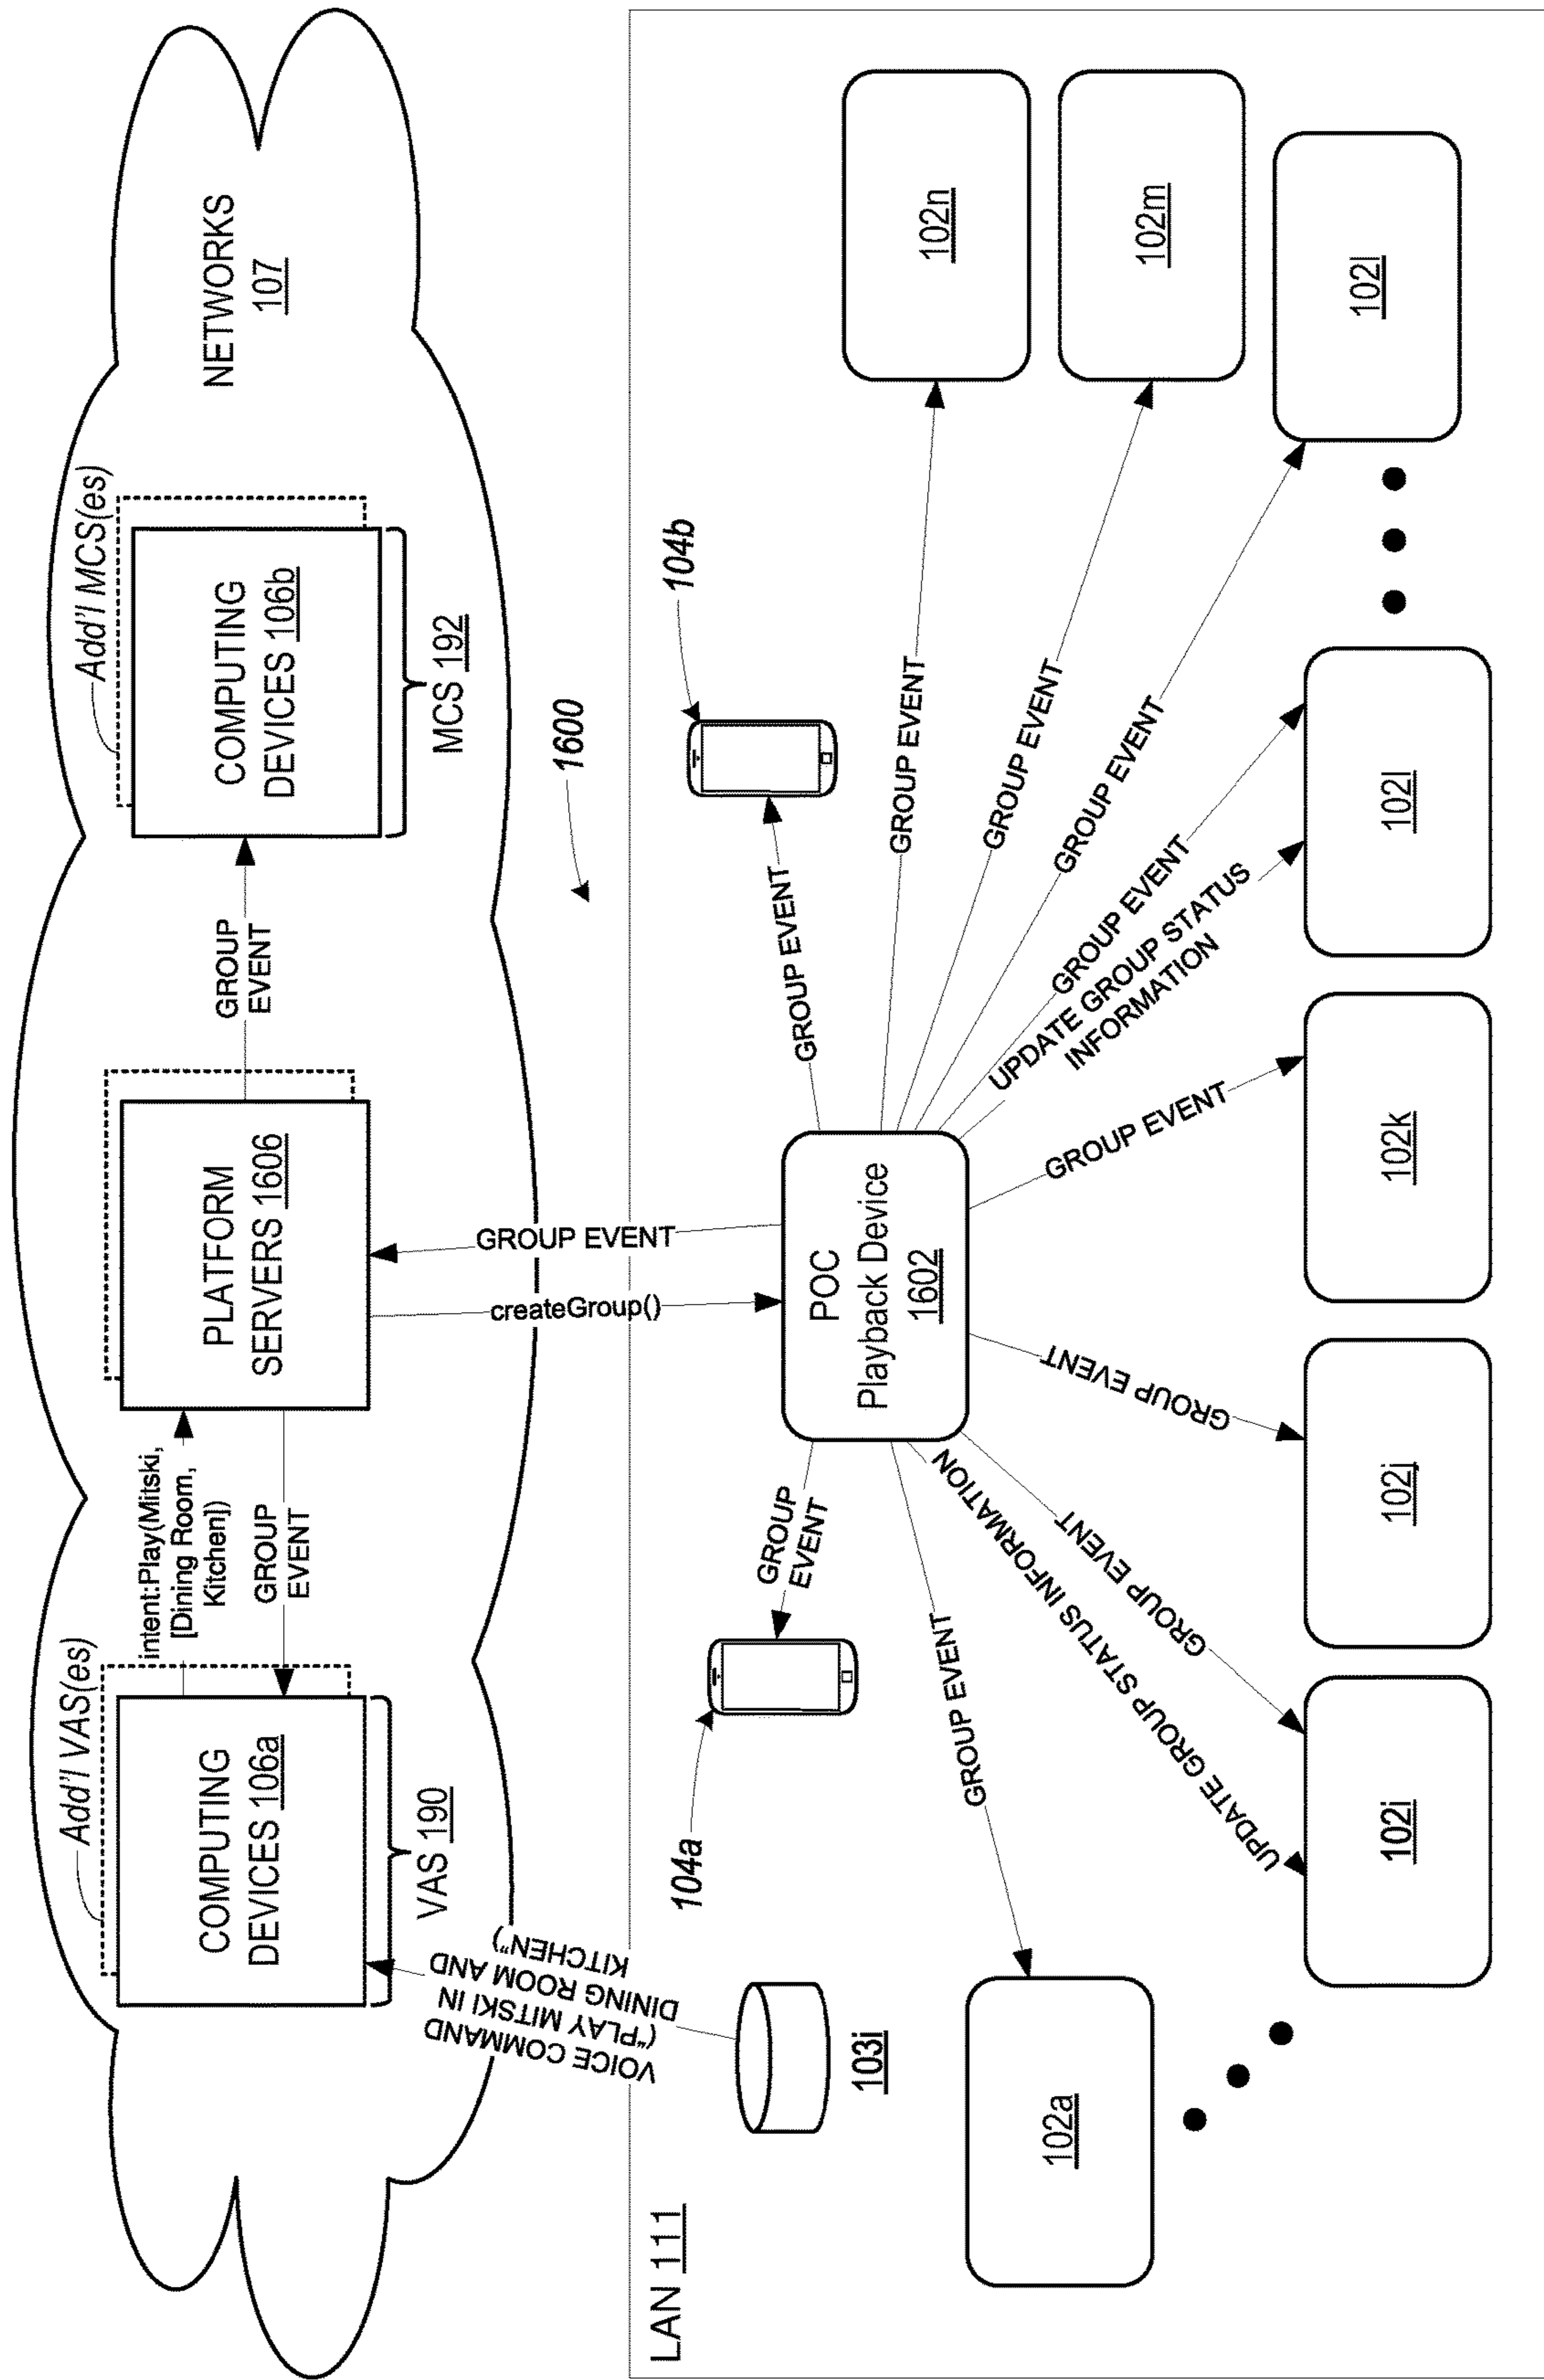 Add'l VAS(es)
COMPUTING
DEVICES 106a
VAS 190
intent:Play(Mitski,
[Dining Room,
Kitchen])
GROUP
EVENT
PLATFORM
SERVERS 1606
GROUP
EVENT
Add'l MCS(es)
COMPUTING
DEVICES 106b
MCS 192
NETWORKS
107
1600
VOICE COMMAND
("PLAY MITSKI IN
DINING ROOM AND
KITCHEN")
createGroup()
GROUP EVENT
LAN 111
103i
104a
GROUP
EVENT
POC
Playback Device
1602
GROUP EVENT
104b
102a
GROUP EVENT
UPDATE GROUP STATUS INFORMATION
GROUP EVENT
GROUP EVENT
GROUP EVENT
UPDATE GROUP STATUS
INFORMATION
GROUP EVENT
GROUP EVENT
GROUP EVENT
GROUP EVENT
102n
102m
102l
102i
102j
102k
102l